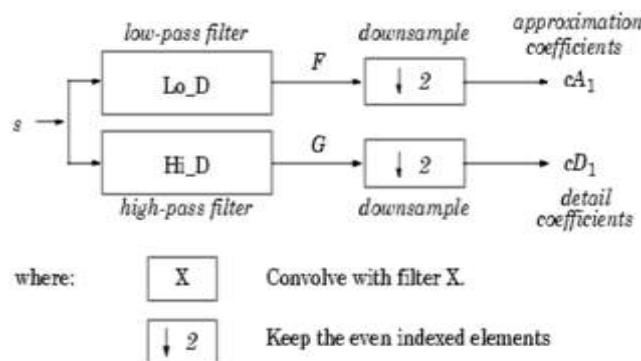 low-pass filter
downsample
approximation
coefficients
Lo_D
F
↓ 2
cA1
s
Hi_D
G
↓ 2
cD1
high-pass filter
downsample
detail
coefficients
where:
X
Convolve with filter X.
↓ 2
Keep the even indexed elements